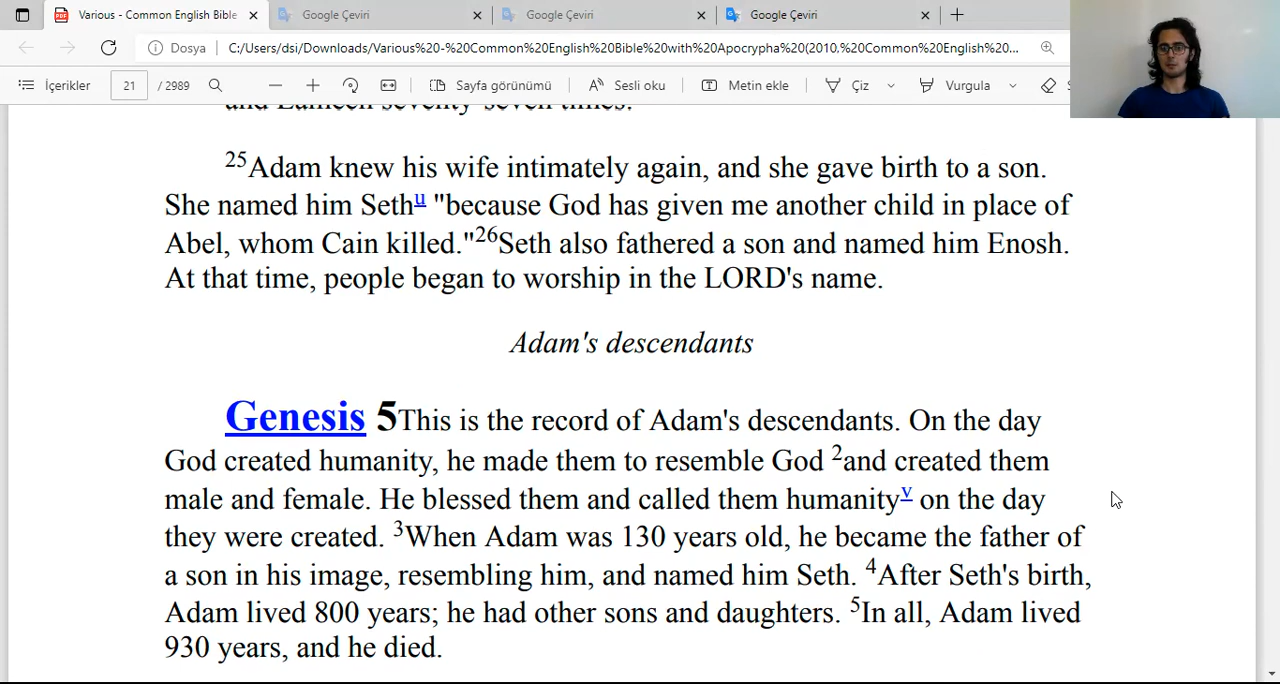 Various - Common English Bible
Google Çeviri
Google Çeviri
Google Çeviri
Dosya
C:/Users/dsi/Downloads/Various%20-%20Common%20English%20Bible%20with%20Apocrypha%20(2010,%20Common%20English%20...
İçerikler
21 / 2989
Sayfa görünümü
Sesli oku
Metin ekle
Çiz
Vurgula
and Lamech seventy-seven times."
25Adam knew his wife intimately again, and she gave birth to a son.
She named him Sethu "because God has given me another child in place of
Abel, whom Cain killed."26Seth also fathered a son and named him Enosh.
At that time, people began to worship in the LORD's name.
Adam's descendants
Genesis 5This is the record of Adam's descendants. On the day
God created humanity, he made them to resemble God 2and created them
male and female. He blessed them and called them humanityv on the day
they were created. 3When Adam was 130 years old, he became the father of
a son in his image, resembling him, and named him Seth. 4After Seth's birth,
Adam lived 800 years; he had other sons and daughters. 5In all, Adam lived
930 years, and he died.